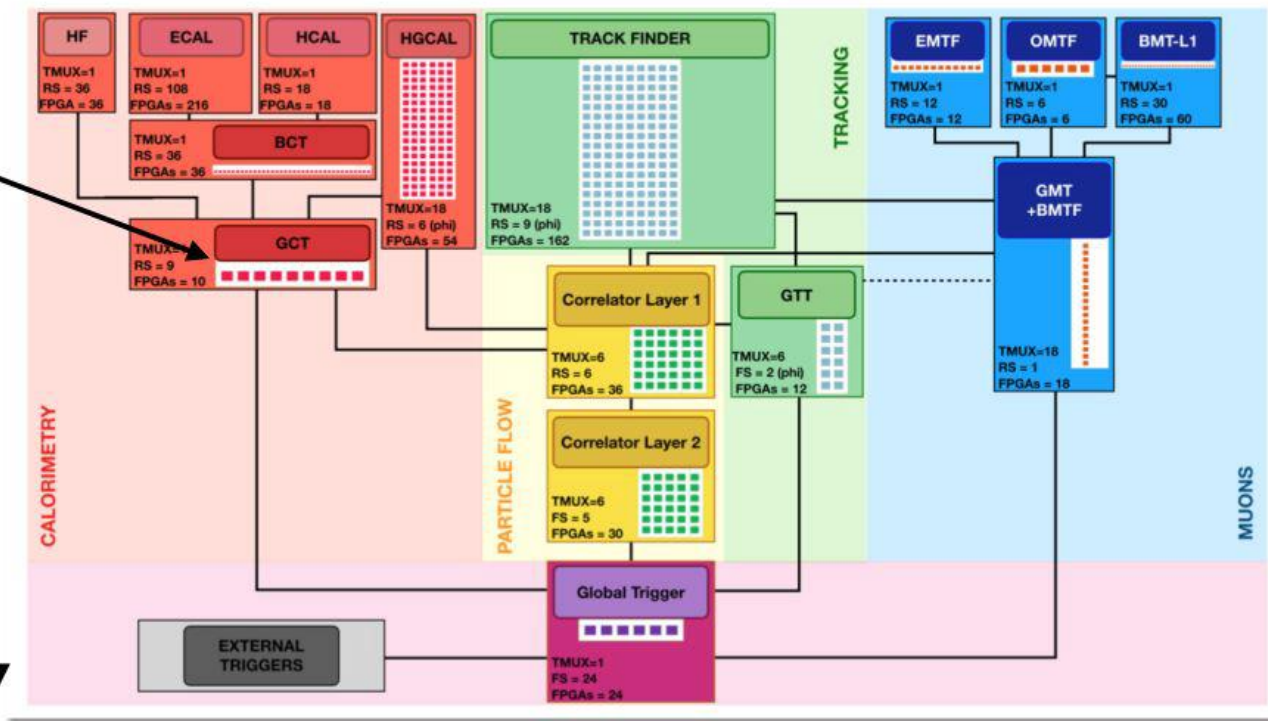 HF
TMUX=1
RS = 36
FPGA = 36
ECAL
TMUX=1
RS = 108
FPGAs = 216
HCAL
TMUX=1
RS = 18
FPGAs = 18
HGCAL
TMUX=18
RS = 6 (phi)
FPGAs = 54
BCT
TMUX=1
RS = 36
FPGAs = 36
GCT
TMUX=
RS = 9
FPGAs = 10
CALORIMETRY
TRACK FINDER
TMUX=18
RS = 9 (phi)
FPGAs = 162
TRACKING
Correlator Layer 1
TMUX=6
RS = 6
FPGAs = 36
GTT
TMUX=6
FS = 2 (phi)
FPGAs = 12
Correlator Layer 2
TMUX=6
FS = 5
FPGAs = 30
PARTICLE FLOW
EMTF
TMUX=1
RS = 12
FPGAs = 12
OMTF
TMUX=1
RS = 6
FPGAs = 6
BMT-L1
TMUX=1
RS = 30
FPGAs = 60
GMT
+BMTF
TMUX=18
RS = 1
FPGAs = 18
MUONS
Global Trigger
TMUX=1
FS = 24
FPGAs = 24
EXTERNAL
TRIGGERS